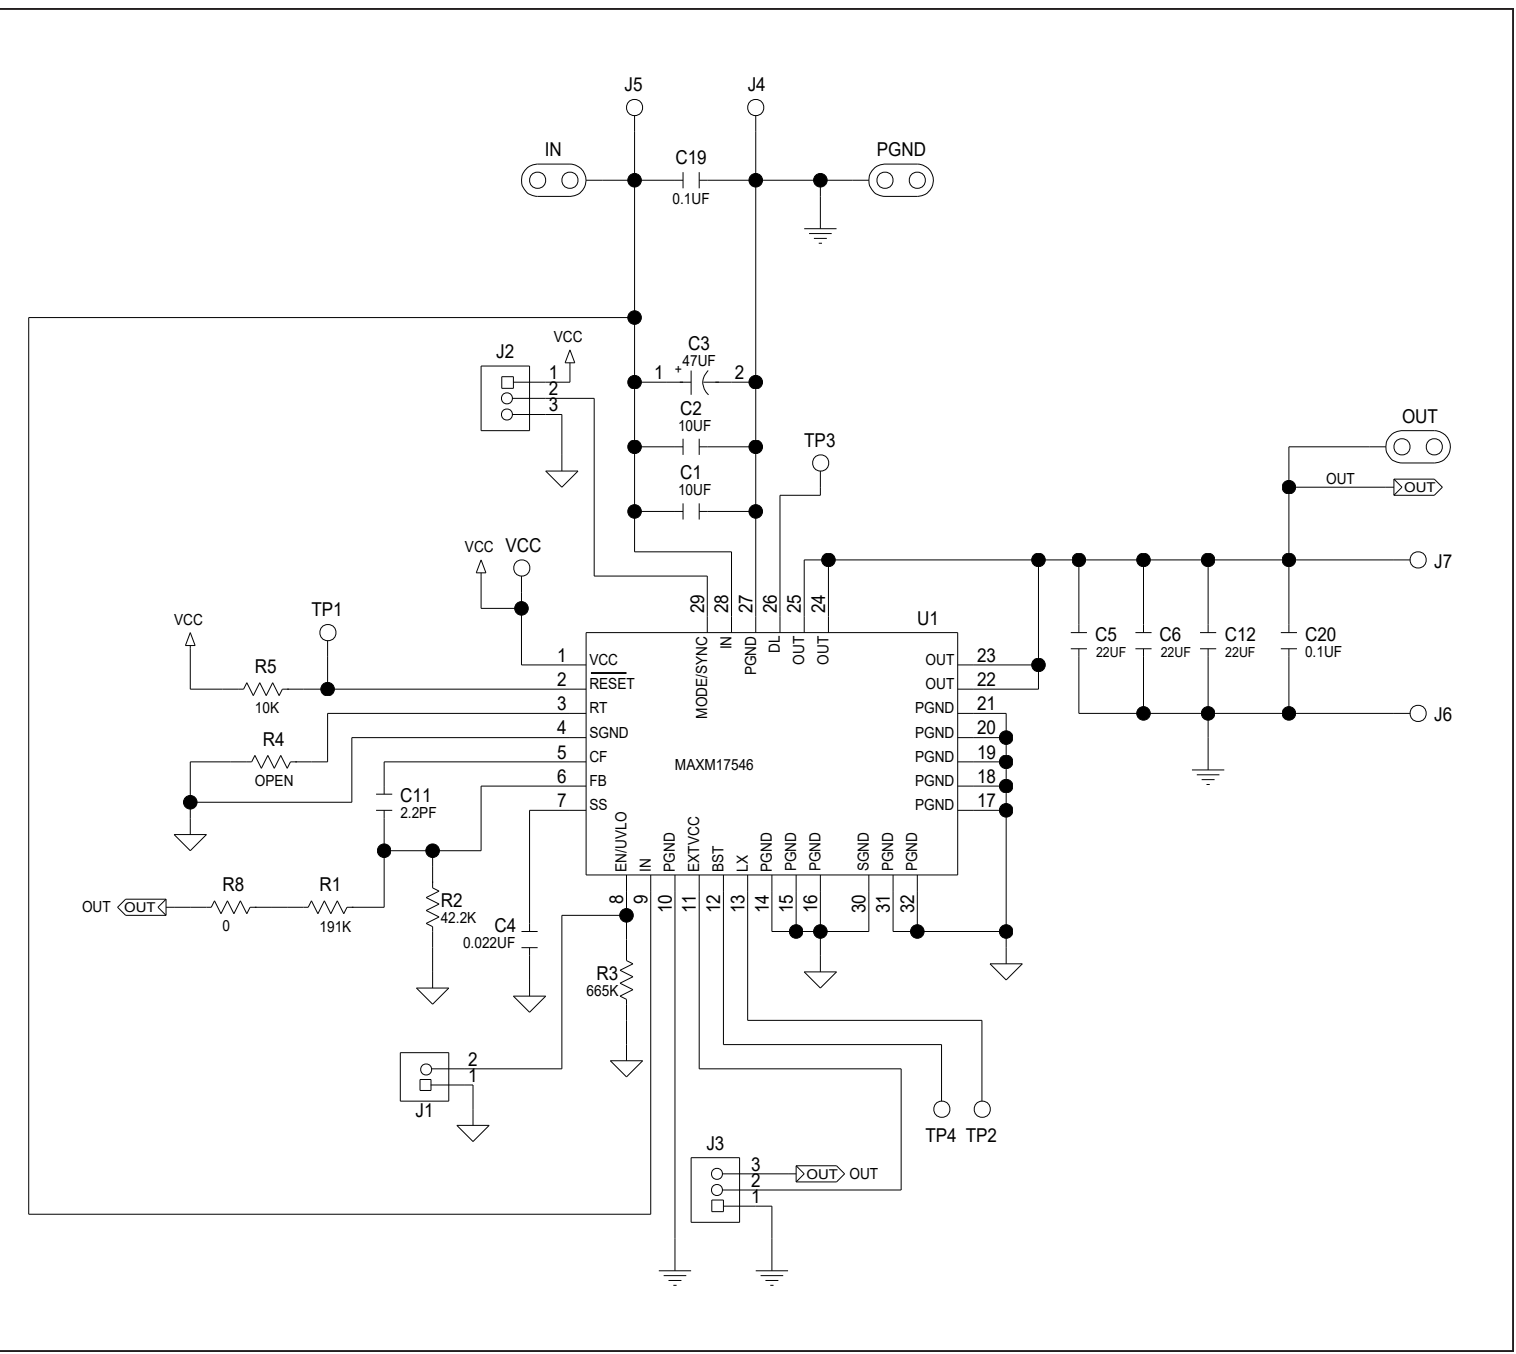 J5
J4
IN
C19
0.1UF
PGND
J2
VCC
1
2
3
C3
47UF
1
+
2
C2
10UF
C1
10UF
TP3
OUT
OUT
OUT
VCC
VCC
J7
VCC
TP1
R5
10K
R4
OPEN
29
28
27
26
25
24
U1
MODE/SYNC
IN
PGND
DL
OUT
OUT
1
VCC
2
RESET
3
RT
4
SGND
5
CF
6
FB
7
SS
MAXM17546
OUT
23
OUT
22
PGND
21
PGND
20
PGND
19
PGND
18
PGND
17
C5
22UF
C6
22UF
C12
22UF
C20
0.1UF
J6
C11
2.2PF
EN/UVLO
IN
PGND
EXTVCC
BST
LX
PGND
PGND
PGND
SGND
PGND
PGND
8
9
10
11
12
13
14
15
16
30
31
32
OUT
OUT
R8
0
R1
191K
R2
42.2K
C4
0.022UF
R3
665K
2
1
J1
TP4
TP2
J3
3
2
1
OUT
OUT